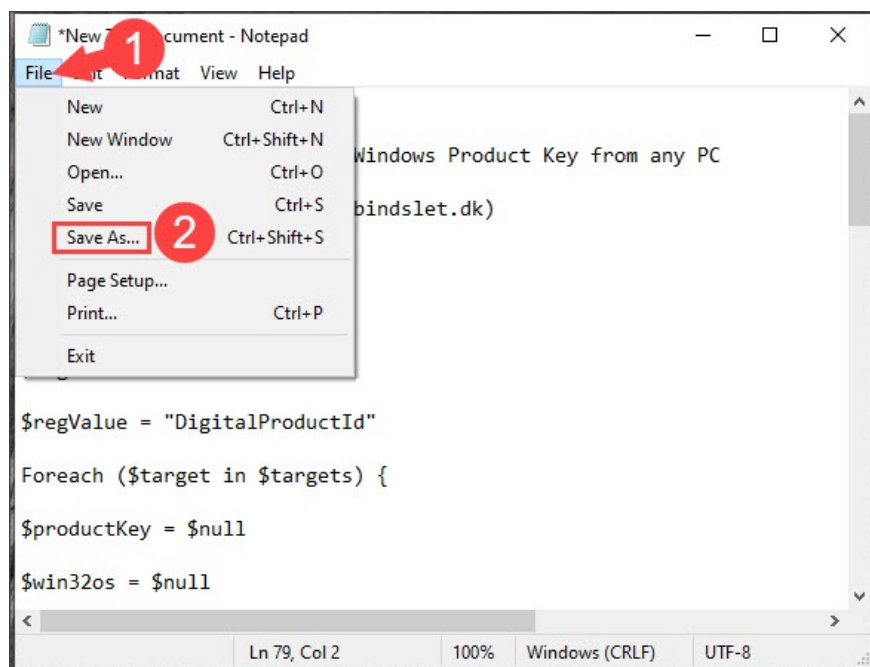 *New cument - Notepad
1
File mat View Help
New Ctrl+N
New Window Ctrl+Shift+N
Open... Ctrl+O
Save Ctrl+S
Save As... 2 Ctrl+Shift+S
Page Setup...
Print... Ctrl+P
Exit
Windows Product Key from any PC
bindslet.dk)
$regValue = "DigitalProductId"
Foreach ($target in $targets) {
$productKey = $null
$win32os = $null
Ln 79, Col 2 100% Windows (CRLF) UTF-8